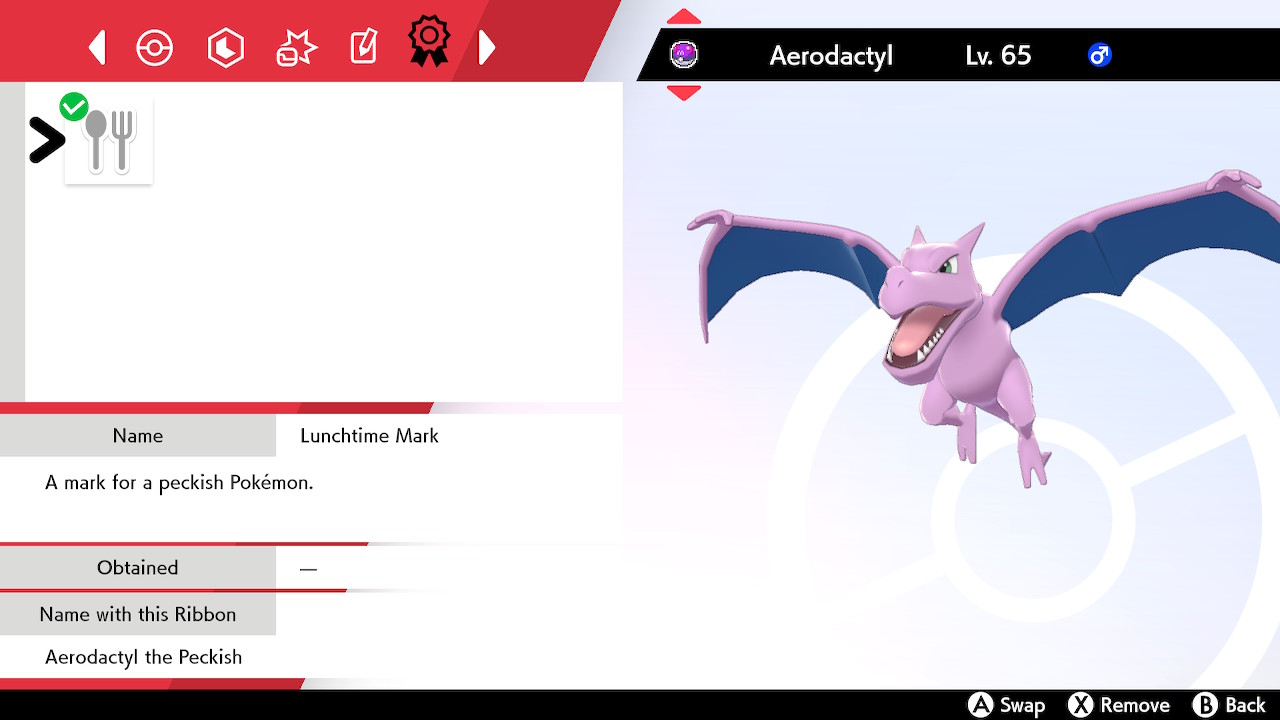 Aerodactyl Lv. 65 ♂
Name Lunchtime Mark
A mark for a peckish Pokémon.
Obtained —
Name with this Ribbon
Aerodactyl the Peckish
A Swap X Remove B Back